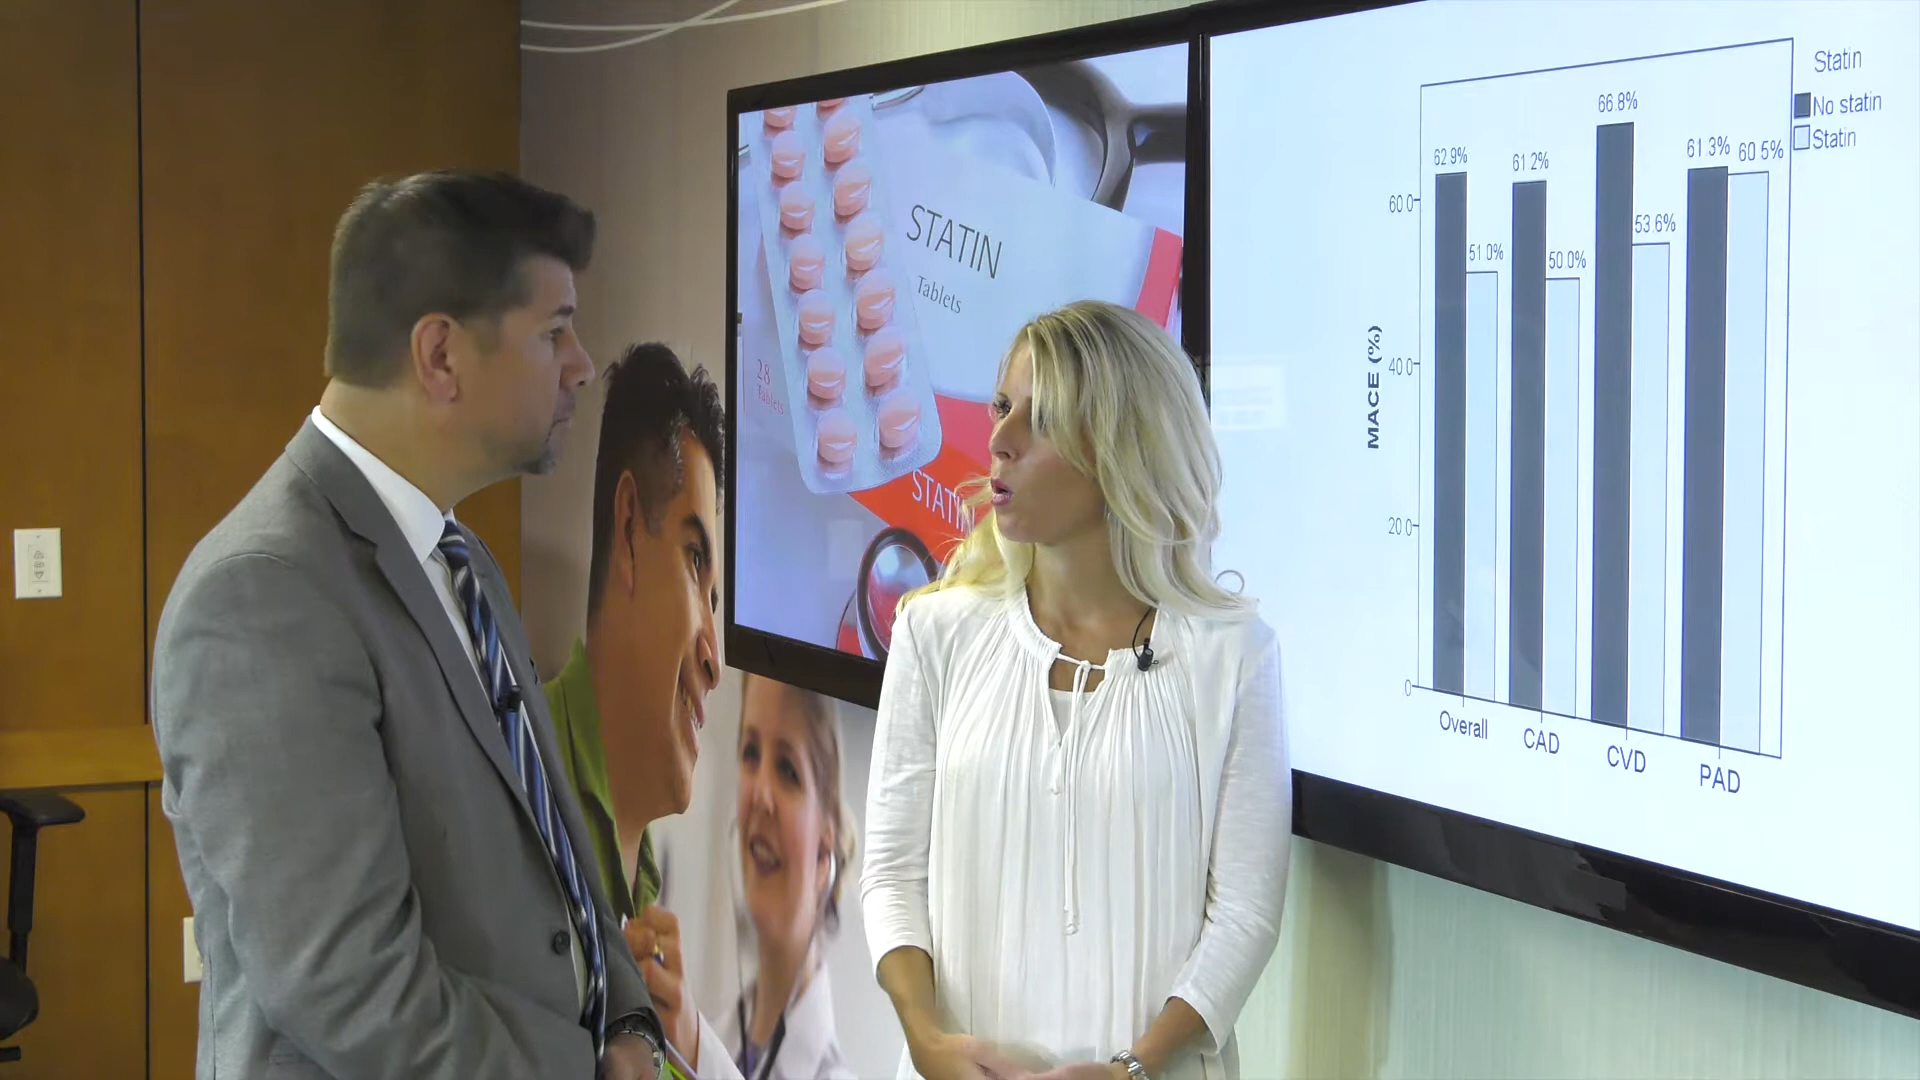 STATIN
Tablets
28
Tablets
STATIN
Statin
No statin
Statin
66.8%
62.9%
61.2%
61.3%
60.5%
53.6%
51.0%
50.0%
60.0
40.0
20.0
0
MACE (%)
Overall
CAD
CVD
PAD